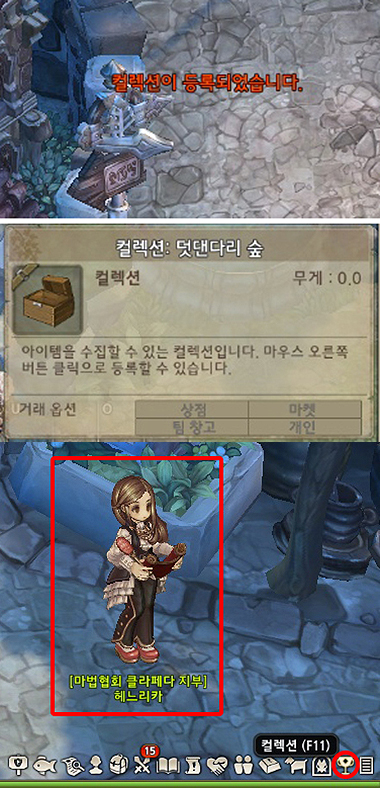 컬렉션이 등록되었습니다.
컬렉션: 덧댄다리 숲
컬렉션
무게 : 0.0
아이템을 수집할 수 있는 컬렉션입니다. 마우스 오른쪽
버튼 클릭으로 등록할 수 있습니다.
거래 옵션
상점
마켓
팀 창고
개인
[마법협회 클라페다 지부]
헤느리카
컬렉션 (F11)
15